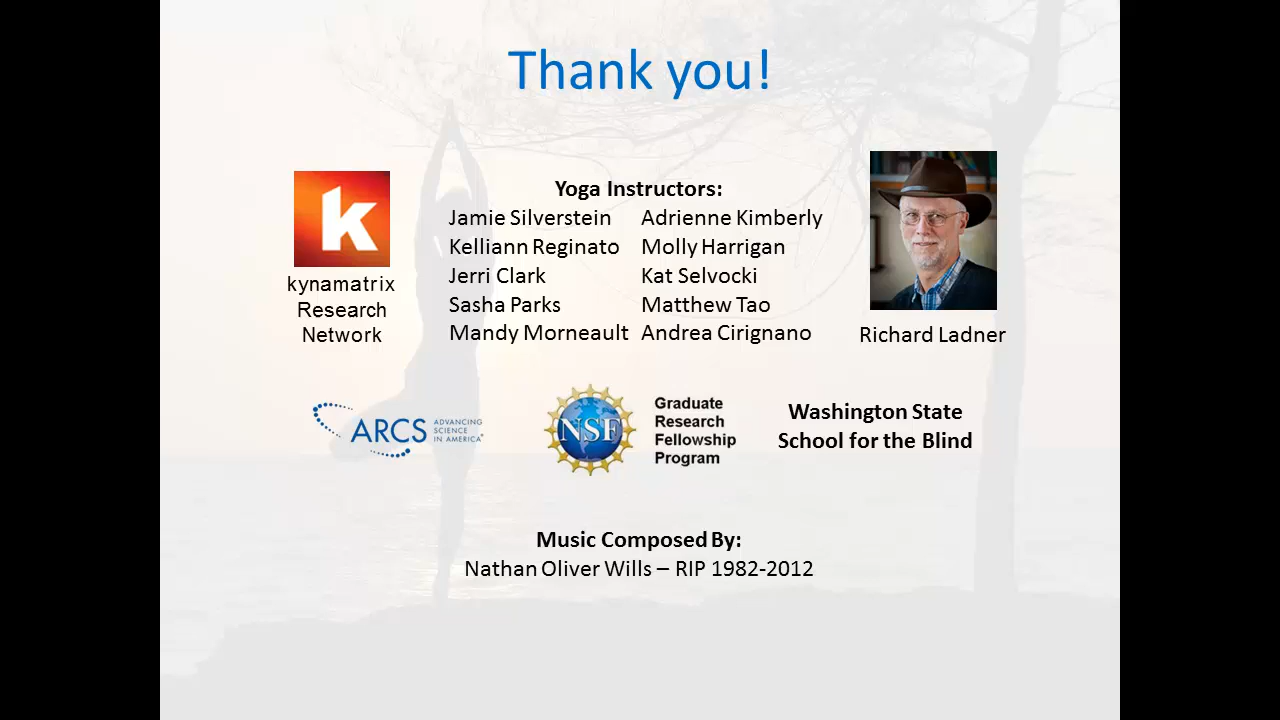 Thank you!
k
kynamatrix
Research
Network
Yoga Instructors:
Jamie Silverstein Adrienne Kimberly
Kelliann Reginato Molly Harrigan
Jerri Clark Kat Selvocki
Sasha Parks Matthew Tao
Mandy Morneault Andrea Cirignano
Richard Ladner
ARCS ADVANCING
SCIENCE
IN AMERICA®
NSF
Graduate
Research
Fellowship
Program
Washington State
School for the Blind
Music Composed By:
Nathan Oliver Wills – RIP 1982-2012